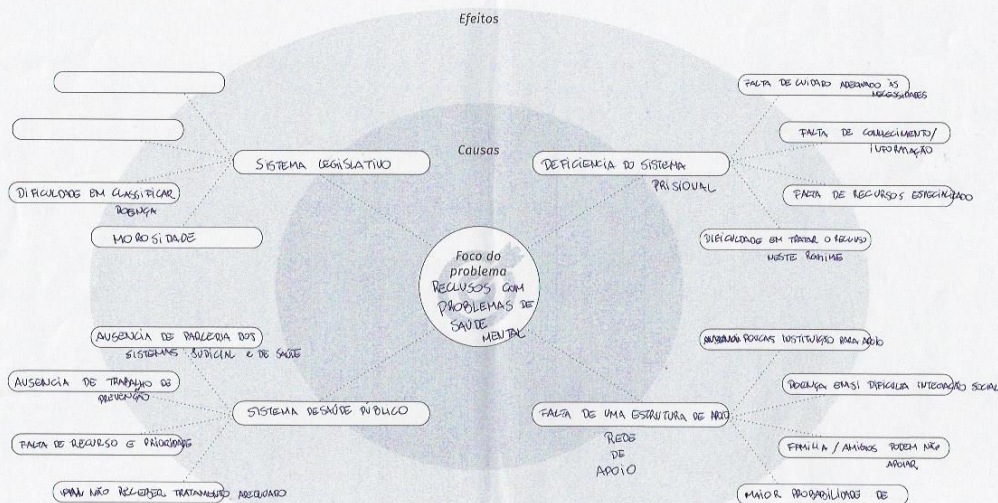 Efeitos
Causas
FALTA DE CUIDADO ADEQUADO ÀS
NECESSIDADES
FALTA DE CONHECIMENTO/
INFORMAÇÃO
SISTEMA LEGISLATIVO
DEFICIENCIA DO SISTEMA
PRISIONAL
DIFICULDADE EM CLASSIFICAR
DOENÇA
FALTA DE RECURSOS ESPECIALIZADO
MOROSIDADE
DIFICULDADE EM TRATAR O RECLUSO
NESTE REGIME
Foco do
problema
RECLUSOS COM
PROBLEMAS DE
SAÚDE
MENTAL
AUSENCIA DE PARCERIA DOS
SISTEMAS JUDICIAL E DE SAÚDE
POUCAS INSTITUIÇÃO PARA APOIO
AUSENCIA DE TRABALHO DE
PREVENÇÃO
DOENÇA EM SI DIFICULTA INTEGRAÇÃO SOCIAL
SISTEMA DE SAÚDE PÚBLICO
FALTA DE UMA ESTRUTURA DE APOIO
REDE
DE
APOIO
FALTA DE RECURSO E PRIORIDADE
FAMILIA / AMIGOS PODEM NÃO
APOIAR
NÃO RECEBER TRATAMENTO ADEQUADO
MAIOR PROBABILIDADE DE